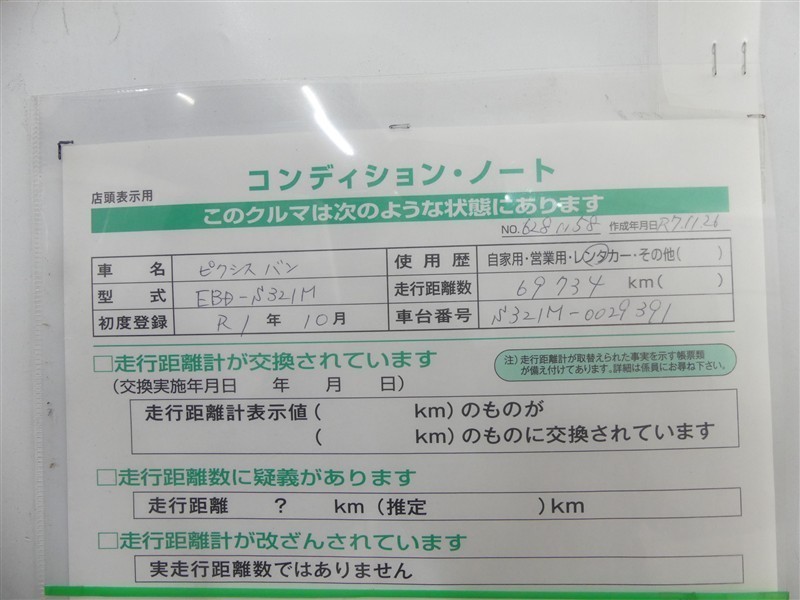 コンディション・ノート
店頭表示用
このクルマは次のような状態にあります
NO. 628N58 作成年月日 R7.11.26
車名 ピクシス バン 使用歴 自家用・営業用・レンタカー・その他( )
型式 EBD-S321M 走行距離数 69734 km( )
初度登録 R1年 10月 車台番号 S321M-0029391
□走行距離計が交換されています
注)走行距離計が取替えられた事実を示す帳票類
が備え付けてあります。詳細は係員にお尋ね下さい。
(交換実施年月日 年 月 日)
走行距離計表示値( km)のものが
( km)のものに交換されています
□走行距離数に疑義があります
走行距離 ? km(推定 )km
□走行距離計が改ざんされています
実走行距離数ではありません